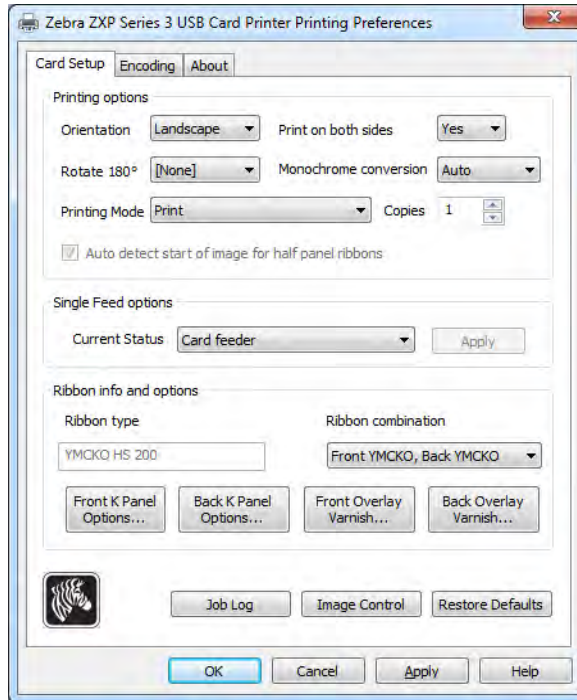 Zebra ZXP Series 3 USB Card Printer Printing Preferences
Card Setup Encoding About
Printing options
Orientation Landscape Print on both sides Yes
Rotate 180° [None] Monochrome conversion Auto
Printing Mode Print Copies 1
Auto detect start of image for half panel ribbons
Single Feed options
Current Status Card feeder Apply
Ribbon info and options
Ribbon type Ribbon combination
YMCKO HS 200 Front YMCKO, Back YMCKO
Front K Panel Back K Panel Front Overlay Back Overlay
Options... Options... Varnish... Varnish...
Job Log Image Control Restore Defaults
OK Cancel Apply Help